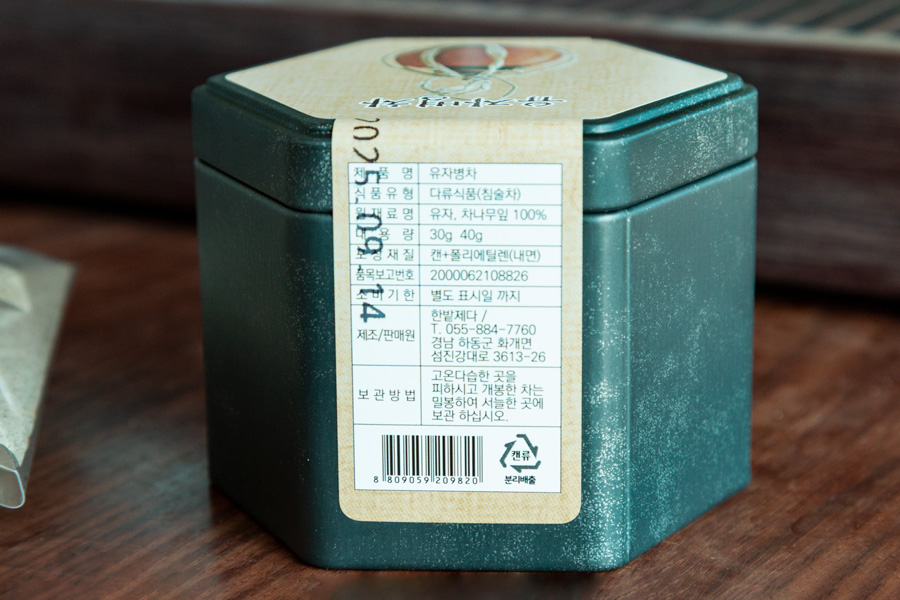 유자병차
2025.09.14
제 품 명 유자병차
식품유형 다류식품(침출차)
원재료명 유자, 차나무잎 100%
내 용 량 30g 40g
포장재질 캔+폴리에틸렌(내면)
품목보고번호 2000062108826
소비기한 별도 표시일 까지
제조/판매원 한밭제다 /
T. 055-884-7760
경남 하동군 화개면
섬진강대로 3613-26
보관방법 고온다습한 곳을
피하시고 개봉한 차는
밀봉하여 서늘한 곳에
보관 하십시오.
8 809059 209820
캔류
분리배출